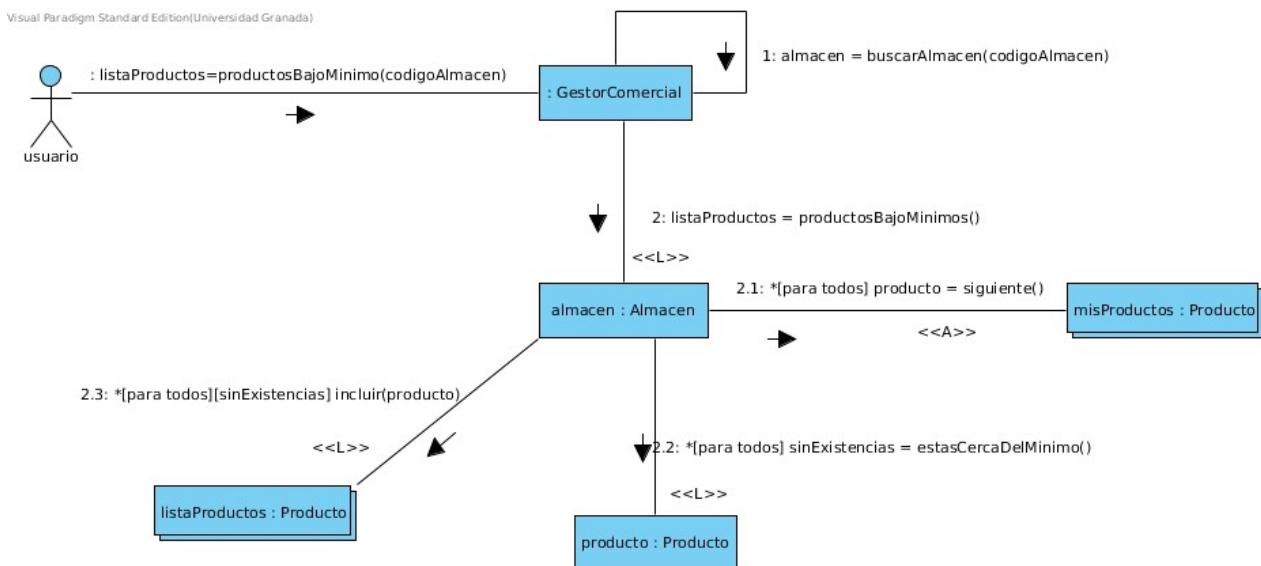 Visual Paradigm Standard Edition(Universidad Granada)
: listaProductos=productosBajoMinimo(codigoAlmacen)
1: almacen = buscarAlmacen(codigoAlmacen)
: GestorComercial
usuario
2: listaProductos = productosBajoMinimos()
<<L>>
2.1: *[para todos] producto = siguiente()
almacen : Almacen
misProductos : Producto
<<A>>
2.3: *[para todos][sinExistencias] incluir(producto)
<<L>>
2.2: *[para todos] sinExistencias = estasCercaDelMinimo()
<<L>>
listaProductos : Producto
producto : Producto